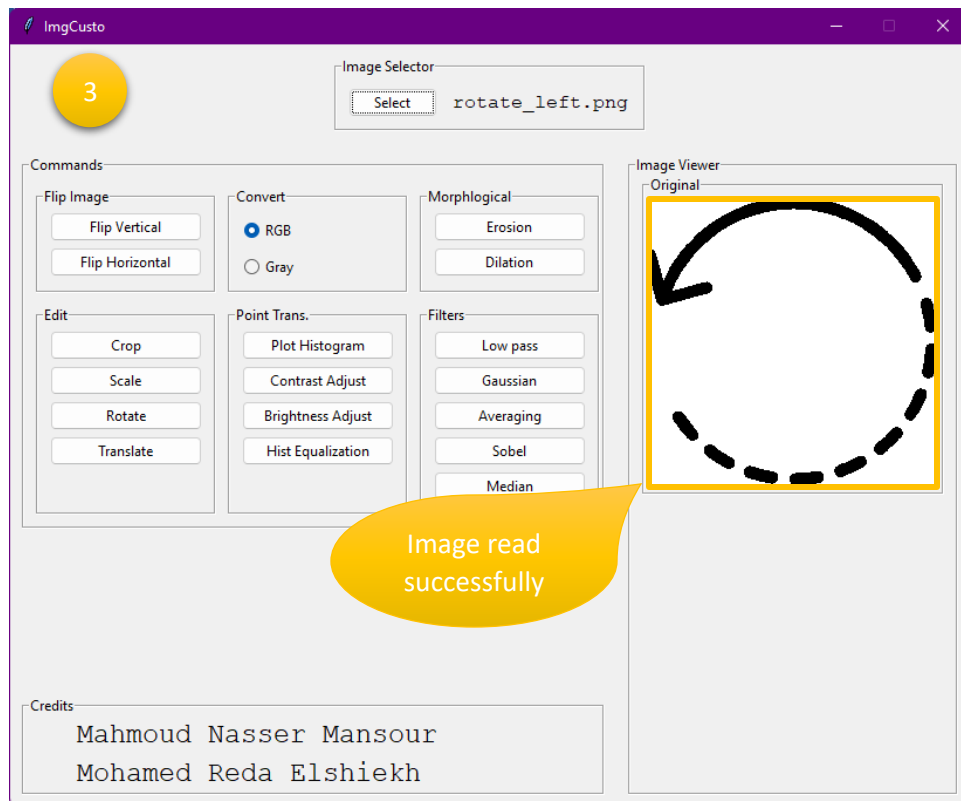 ImgCusto
3
Image Selector
Select rotate_left.png
Commands
Flip Image
Flip Vertical
Flip Horizontal
Convert
RGB
Gray
Morphlogical
Erosion
Dilation
Edit
Crop
Scale
Rotate
Translate
Point Trans.
Plot Histogram
Contrast Adjust
Brightness Adjust
Hist Equalization
Filters
Low pass
Gaussian
Averaging
Sobel
Median
Image Viewer
Original
Image read
successfully
Credits
Mahmoud Nasser Mansour
Mohamed Reda Elshiekh